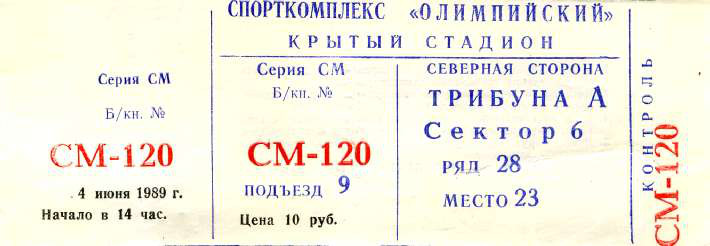 СПОРТКОМПЛЕКС «ОЛИМПИЙСКИЙ»
КРЫТЫЙ СТАДИОН
Серия СМ
Б/кн. №
СМ-120
4 июня 1989 г.
Начало в 14 час.
Серия СМ
Б/кн. №
СМ-120
ПОДЪЕЗД 9
Цена 10 руб.
СЕВЕРНАЯ СТОРОНА
ТРИБУНА А
Сектор 6
РЯД 28
МЕСТО 23
КОНТРОЛЬ
СМ-120